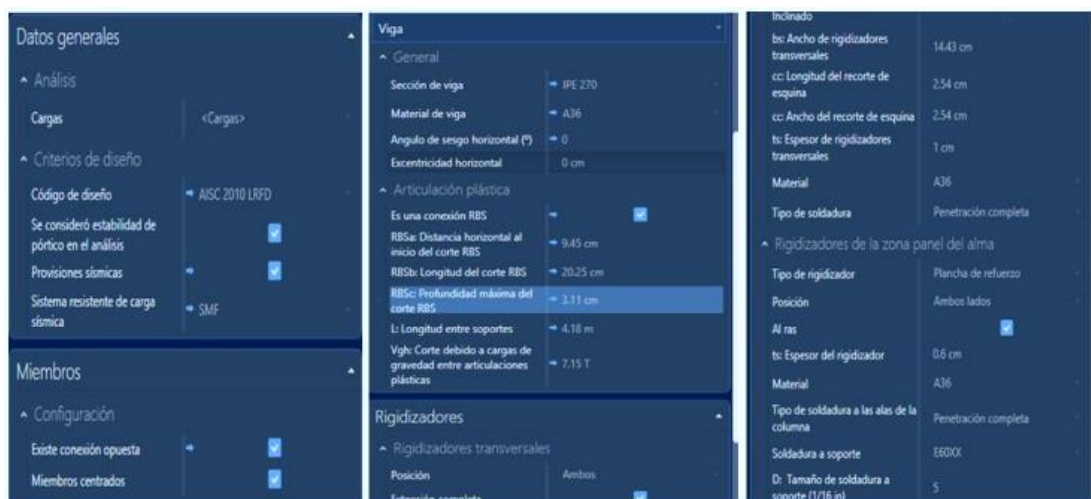 Datos generales
Análisis
Cargas <Cargas>
Criterios de diseño
Código de diseño AISC 2010 LRFD
Se consideró estabilidad de
pórtico en el análisis
Provisiones sísmicas
Sistema resistente de carga
sísmica SMF
Miembros
Configuración
Existe conexión opuesta
Miembros centrados
Viga
General
Sección de viga IPE 270
Material de viga A36
Angulo de sesgo horizontal (º) 0
Excentricidad horizontal 0 cm
Articulación plástica
Es una conexión RBS
RBSa: Distancia horizontal al
inicio del corte RBS 9.45 cm
RBSb: Longitud del corte RBS 20.25 cm
RBSc: Profundidad máxima del
corte RBS 3.11 cm
L: Longitud entre soportes 4.18 m
Vgh: Corte debido a cargas de
gravedad entre articulaciones
plásticas 7.15 T
Rigidizadores
Rigidizadores transversales
Posición Ambos
Extensión completa
Inclinado
bs: Ancho de rigidizadores
transversales 14.43 cm
cc: Longitud del recorte de
esquina 2.54 cm
cc: Ancho del recorte de esquina 2.54 cm
ts: Espesor de rigidizadores
transversales 1 cm
Material A36
Tipo de soldadura Penetración completa
Rigidizadores de la zona panel del alma
Tipo de rigidizador Plancha de refuerzo
Posición Ambos lados
Al ras
ts: Espesor del rigidizador 0.6 cm
Material A36
Tipo de soldadura a las alas de la
columna Penetración completa
Soldadura a soporte E60XX
D: Tamaño de soldadura a
soporte (1/16 in) 5